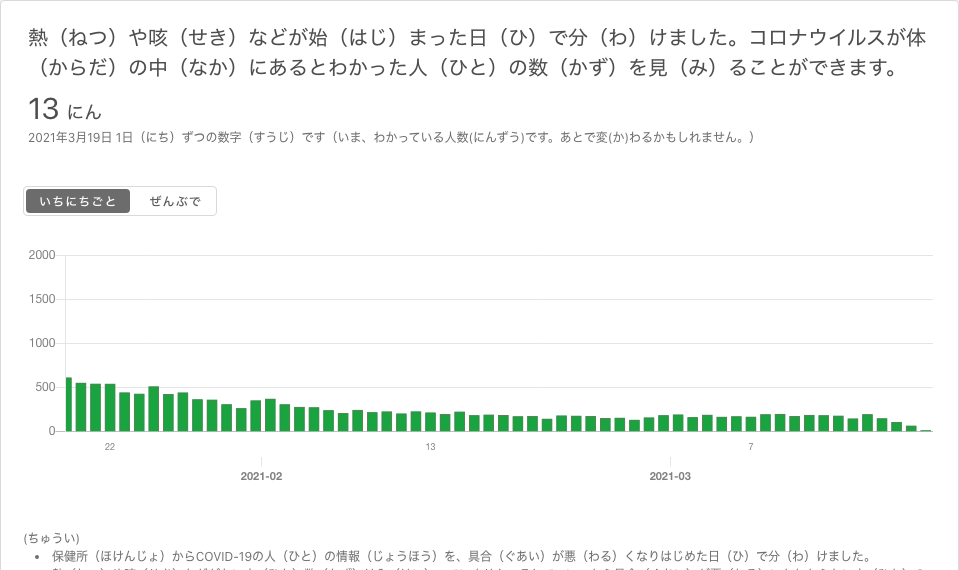 熱（ねつ）や咳（せき）などが始（はじ）まった日（ひ）で分（わ）けました。コロナウイルスが体
（からだ）の中（なか）にあるとわかった人（ひと）の数（かず）を見（み）ることができます。
13 にん
2021年3月19日 1日（にち）ずつの数字（すうじ）です（いま、わかっている人数(にんずう)です。あとで変(か)わるかもしれません。）
いちにちごと ぜんぶで
2000
1500
1000
500
0
22 13 7
2021-02 2021-03
(ちゅうい)
• 保健所（ほけんじょ）からCOVID-19の人（ひと）の情報（じょうほう）を、具合（ぐあい）が悪（わる）くなりはじめた日（ひ）で分（わ）けました。